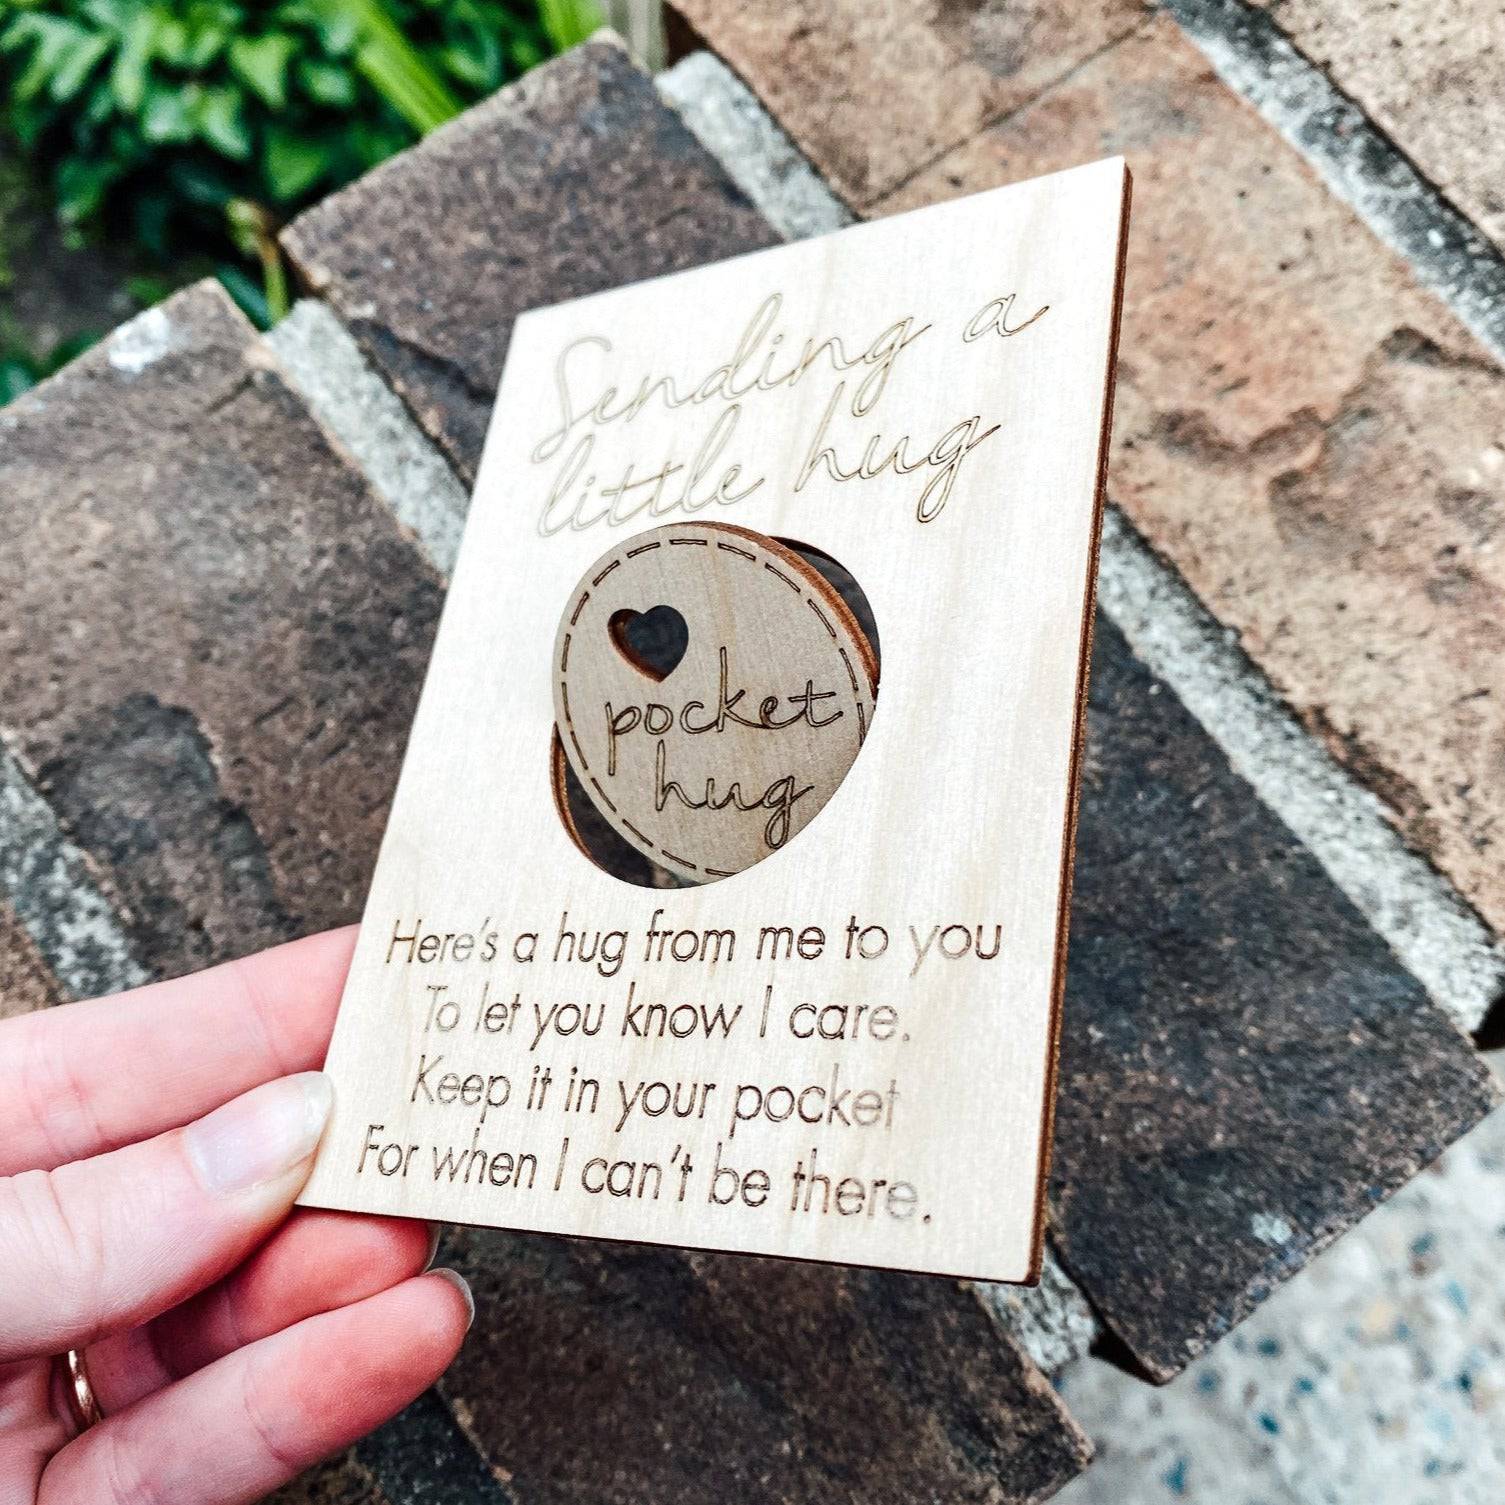 Sending a
little hug
pocket
hug
Here's a hug from me to you
To let you know I care.
Keep it in your pocket
For when I can't be there.